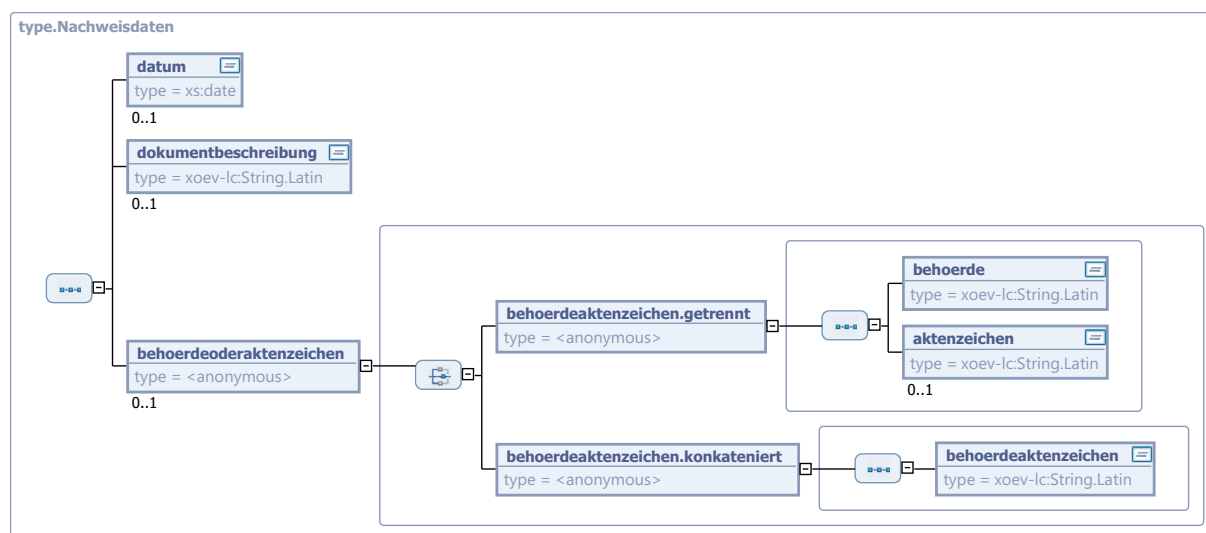 type.Nachweisdaten
datum
type = xs:date
0..1
dokumentbeschreibung
type = xoev-lc:String.Latin
0..1
behoerdeoderaktenzeichen
type = <anonymous>
0..1
behoerdeaktenzeichen.getrennt
type = <anonymous>
behoerde
type = xoev-lc:String.Latin
aktenzeichen
type = xoev-lc:String.Latin
0..1
behoerdeaktenzeichen.konkateniert
type = <anonymous>
behoerdeaktenzeichen
type = xoev-lc:String.Latin